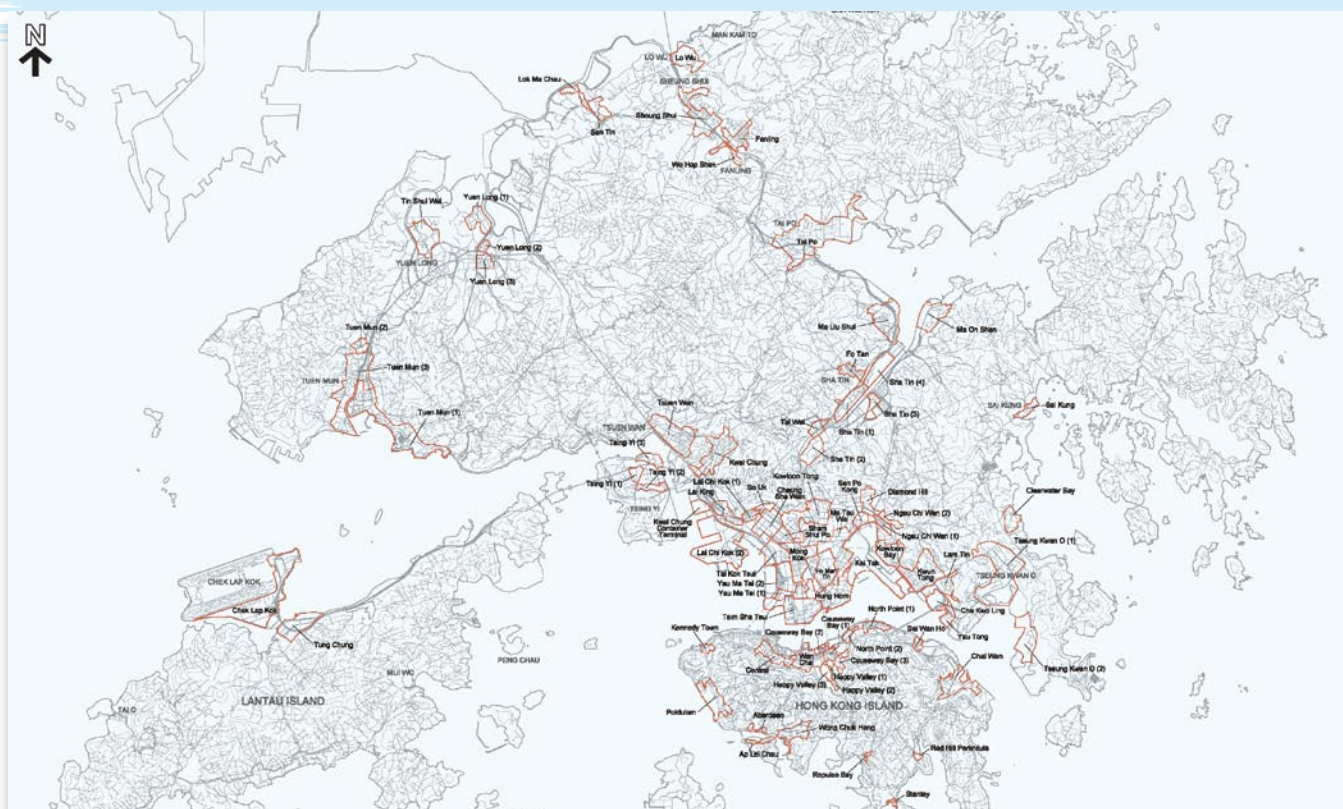 N
MAN KAM TO
LO WU
Lo Wu
Lok Ma Chau
SHEUNG SHUI
Sheung Shui
San Tin
Fanling
Wo Hop Shek
FANLING
Tin Shui Wai
Yuen Long (1)
TAI PO
Tai Po
Yuen Long (2)
YUEN LONG
Yuen Long (3)
Tuen Mun (2)
Ma Liu Shui
Ma On Shan
Fo Tan
Tuen Mun (3)
SHA TIN
Sha Tin (4)
TUEN MUN
Tsuen Wan
SAI KUNG
Sai Kung
Tuen Mun (1)
Tai Wai
Sha Tin (3)
Sha Tin (1)
TSUEN WAN
Tsing Yi (3)
Sha Tin (2)
Kwai Chung
Tsing Yi (2)
Tsing Yi (1)
Lai Chi Kok (1)
Lai King
So Uk
Kowloon Tong
Cheung
Sha Wan
San Po
Kong
Diamond Hill
Clearwater Bay
TSING YI
Ma Tau
Wai
Ngau Chi Wan (2)
Kwai Chung
Container
Terminal
Sham
Shui Po
Ngau Chi Wan (1)
Tseung Kwan O (1)
Lai Chi Kok (2)
Mong
Kok
Kowloon
Bay
Lam Tin
Kai Tak
Kwun
Tong
TSEUNG KWAN O
CHEK LAP KOK
Tai Kok Tsui
Ho Man
Tin
Yau Ma Tei (2)
Yau Ma Tei (1)
Hung Hom
Chek Lap Kok
Tsim Sha Tsui
North Point (1)
Cha Kwo Ling
Kennedy Town
Causeway
Bay (1)
Sai Wan Ho
Yau Tong
Causeway Bay (2)
Tung Chung
Wan
Chai
North Point (2)
Chai Wan
PENG CHAU
Central
Causeway Bay (3)
Tseung Kwan O (2)
MUI WO
Happy Valley (1)
Happy Valley (3)
Happy Valley (2)
LANTAU ISLAND
HONG KONG ISLAND
TAI O
Pokfulam
Aberdeen
Wong Chuk Hang
Ap Lei Chau
Red Hill Peninsula
Repulse Bay
Stanley